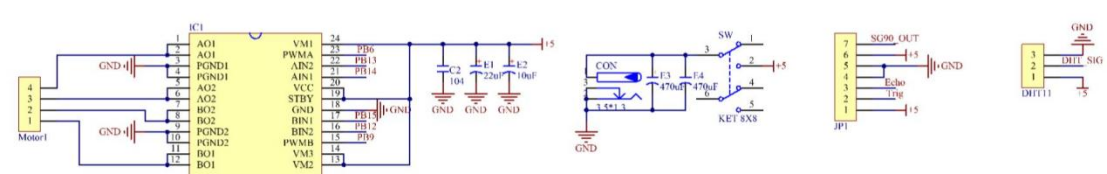 IC1
1 AO1 VM1 24
2 AO1 PWMA 23 PB6
3 PGND1 AIN2 22 PB13
4 PGND1 AIN1 21 PB14
5 AO2 VCC 20
6 AO2 STBY 19
7 BO2 GND 18
8 BO2 BIN1 17 PB15
9 PGND2 BIN2 16 PB12
10 PGND2 PWMB 15 PB9
11 BO1 VM3 14
12 BO1 VM2 13
GND
GND
GND
4
3
2
1
Motor1
+5
C2
104
E1
22uF
E2
10uF
GND
GND
GND
CON
3.5*1.3
GND
E3
470uF
E4
470uF
SW
3
1
2
+5
6
4
5
KET 8X8
7 SG90_OUT
6 +5
5
4 GND
3 Echo
2 Trig
1 +5
JP1
GND
3
2 DHT_SIG
1
+5
DHT11